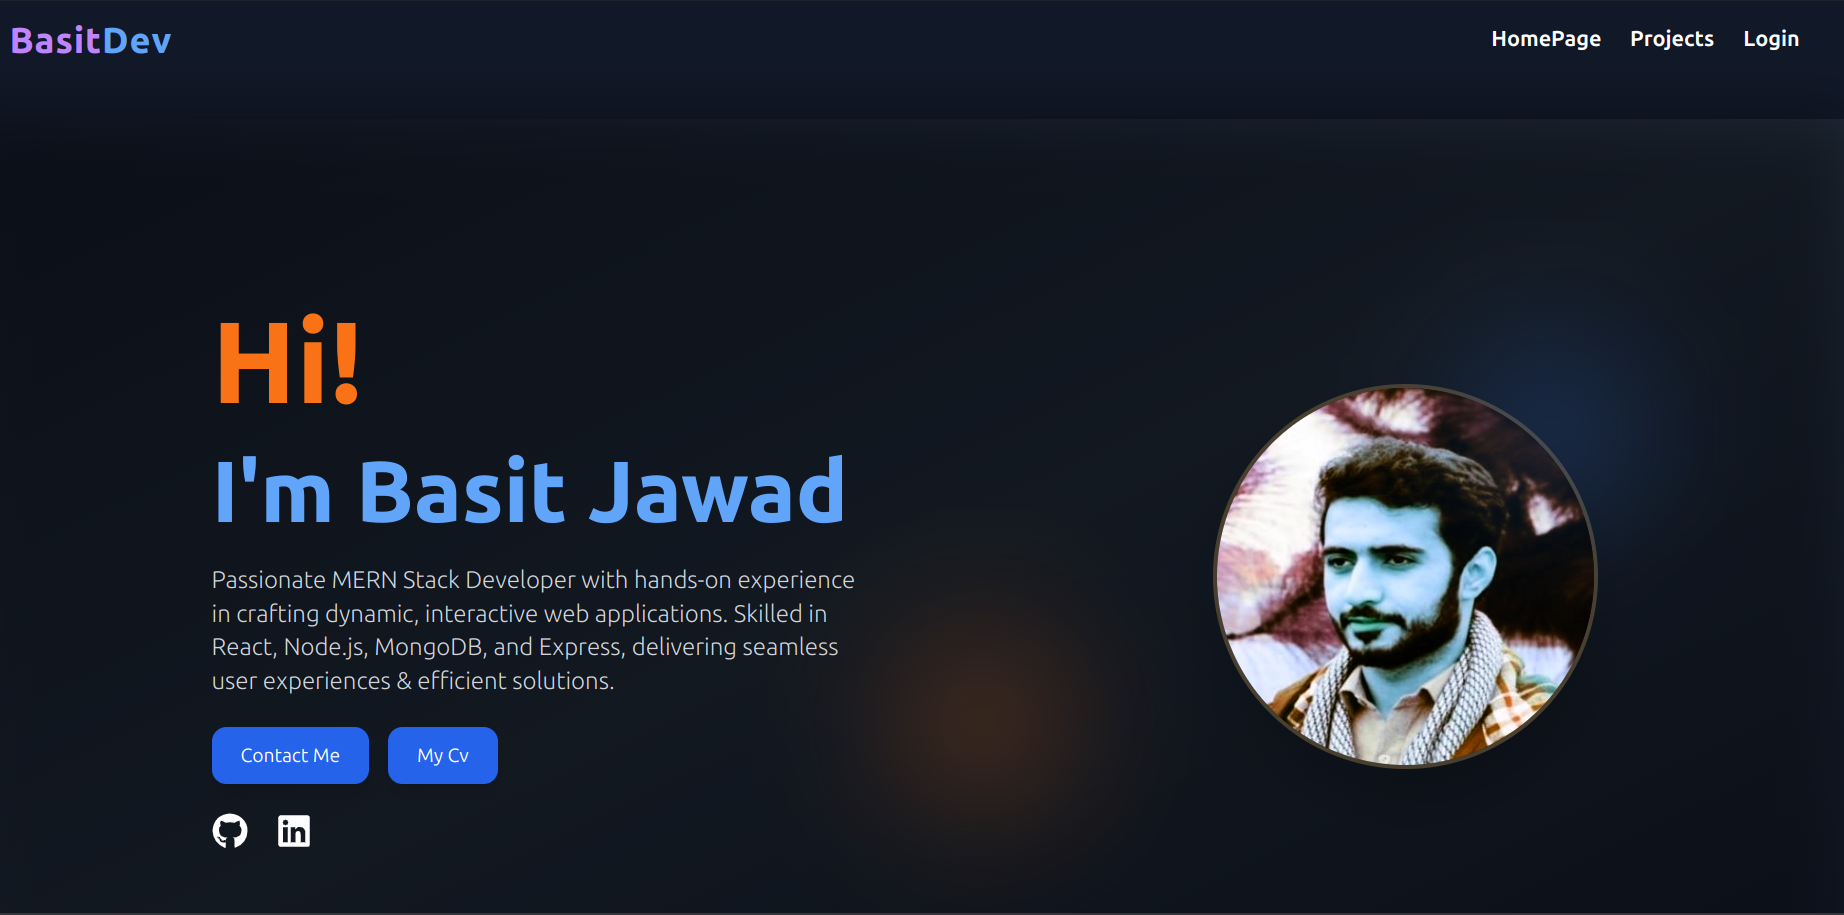 BasitDev
HomePage Projects Login
Hi!
I'm Basit Jawad
Passionate MERN Stack Developer with hands-on experience
in crafting dynamic, interactive web applications. Skilled in
React, Node.js, MongoDB, and Express, delivering seamless
user experiences & efficient solutions.
Contact Me My Cv
in